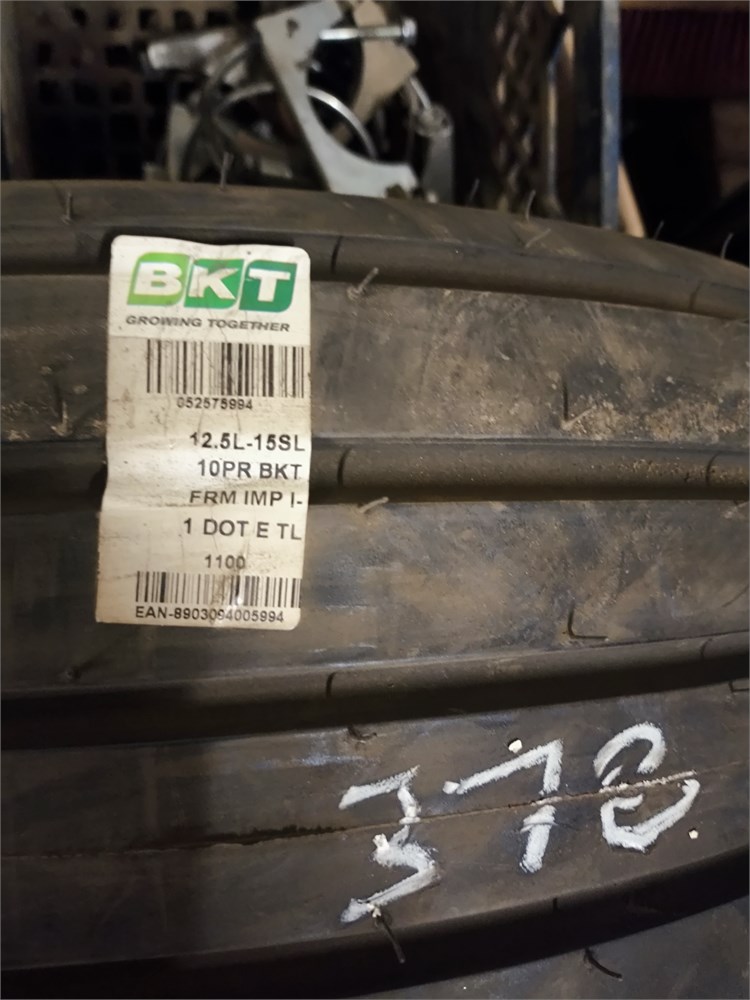 BKT
GROWING TOGETHER
052575994
12.5L-15SL
10PR BKT
FRM IMP I-
1 DOT E TL
1100
EAN-8903094005994
378